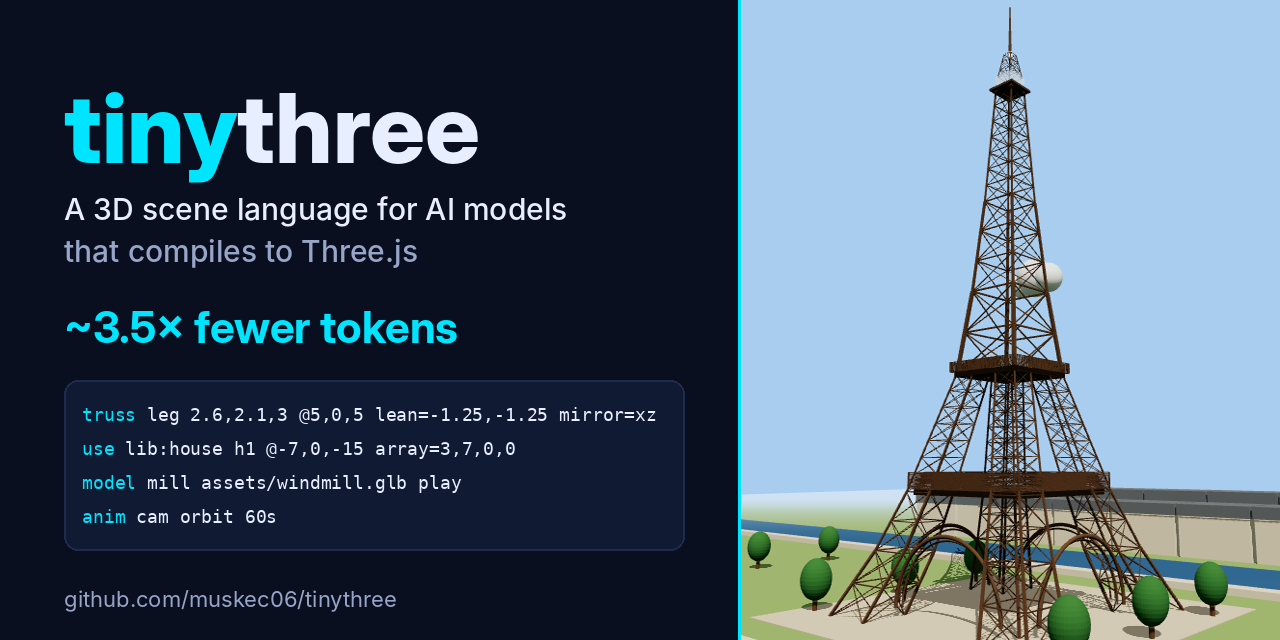 tinythree
A 3D scene language for AI models
that compiles to Three.js
~3.5× fewer tokens
truss leg 2.6,2.1,3 @5,0,5 lean=-1.25,-1.25 mirror=xz
use lib:house h1 @-7,0,-15 array=3,7,0,0
model mill assets/windmill.glb play
anim cam orbit 60s
github.com/muskec06/tinythree